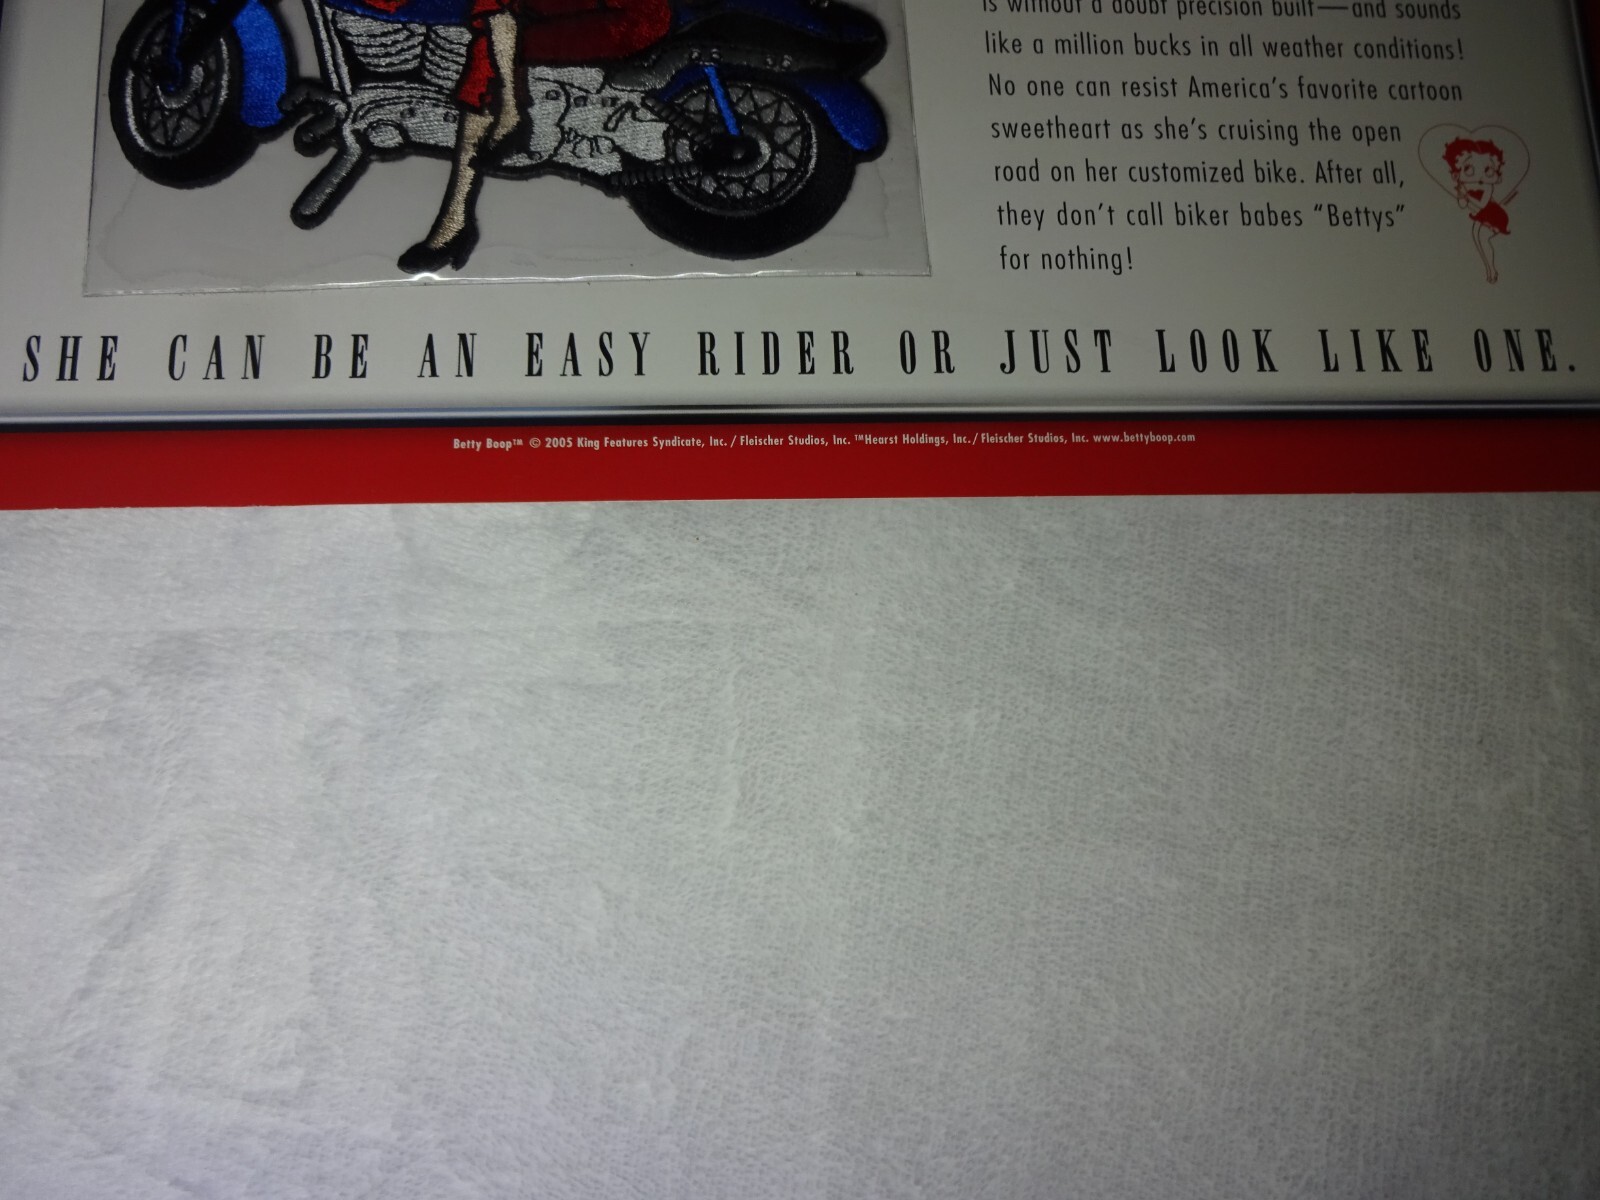 is without a doubt precision built—and sounds
like a million bucks in all weather conditions!
No one can resist America's favorite cartoon
sweetheart as she's cruising the open
road on her customized bike. After all,
they don't call biker babes "Bettys"
for nothing!
SHE CAN BE AN EASY RIDER OR JUST LOOK LIKE ONE.
Betty Boop™ © 2005 King Features Syndicate, Inc. / Fleischer Studios, Inc. ™Hearst Holdings, Inc./ Fleischer Studios, Inc. www.bettyboop.com